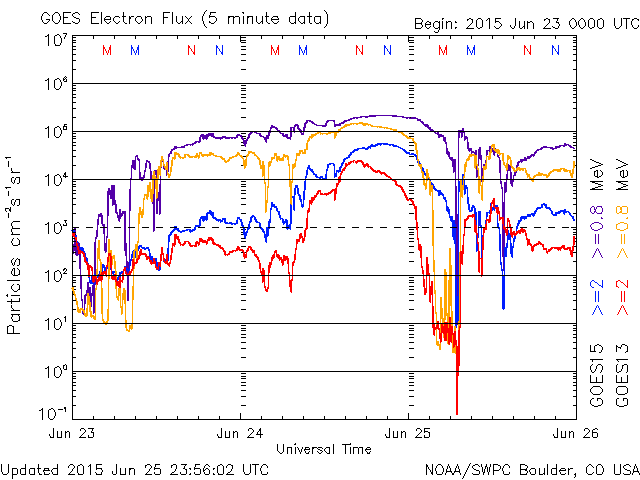 GOES Electron Flux (5 minute data)
Begin: 2015 Jun 23 0000 UTC
M M N N M M N N M M N N
10⁷
10⁶
10⁵
10⁴
10³
10²
10¹
10⁰
10⁻¹
Particles cm⁻²s⁻¹sr⁻¹
Jun 23 Jun 24 Jun 25 Jun 26
Universal Time
GOES15 >=2 >=0.8 MeV
GOES13 >=2 >=0.8 MeV
Updated 2015 Jun 25 23:56:02 UTC
NOAA/SWPC Boulder, CO USA